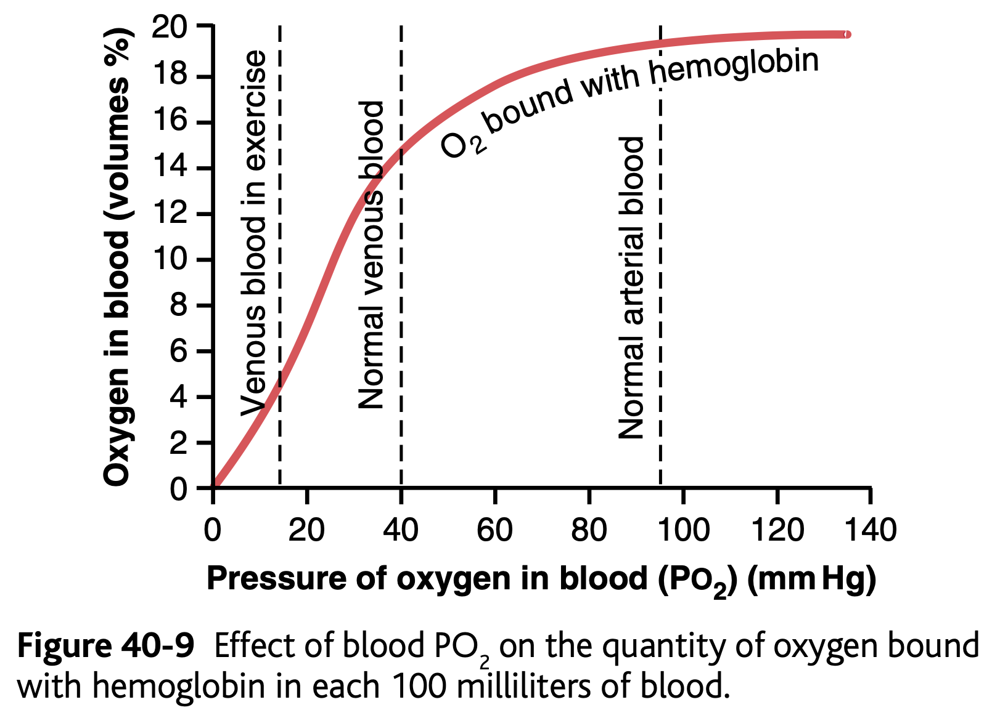 Oxygen in blood (volumes %)
20
18
16
14
12
10
8
6
4
2
0
Venous blood in exercise
Normal venous blood
Normal arterial blood
O₂ bound with hemoglobin
0 20 40 60 80 100 120 140
Pressure of oxygen in blood (PO₂) (mm Hg)
Figure 40-9 Effect of blood PO₂ on the quantity of oxygen bound
with hemoglobin in each 100 milliliters of blood.